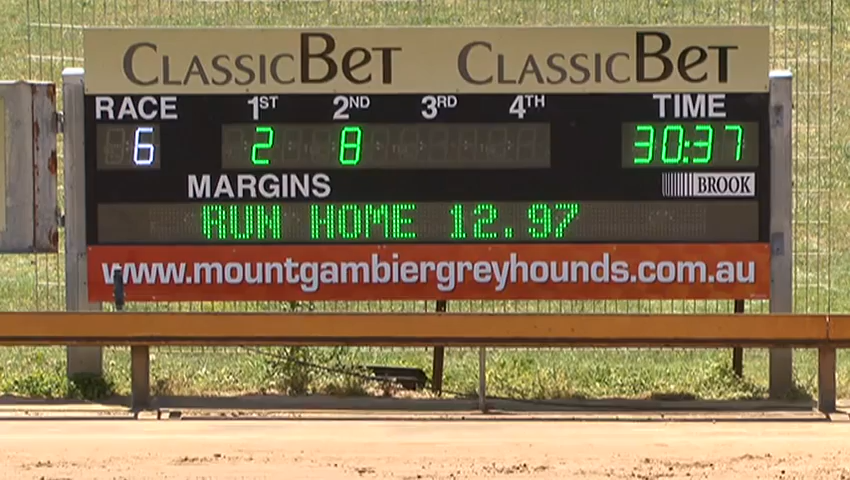 CLASSICBET CLASSICBET
RACE 1ST 2ND 3RD 4TH TIME
6 2 8 30:37
MARGINS BROOK
RUN HOME 12.97
www.mountgambiergreyhounds.com.au